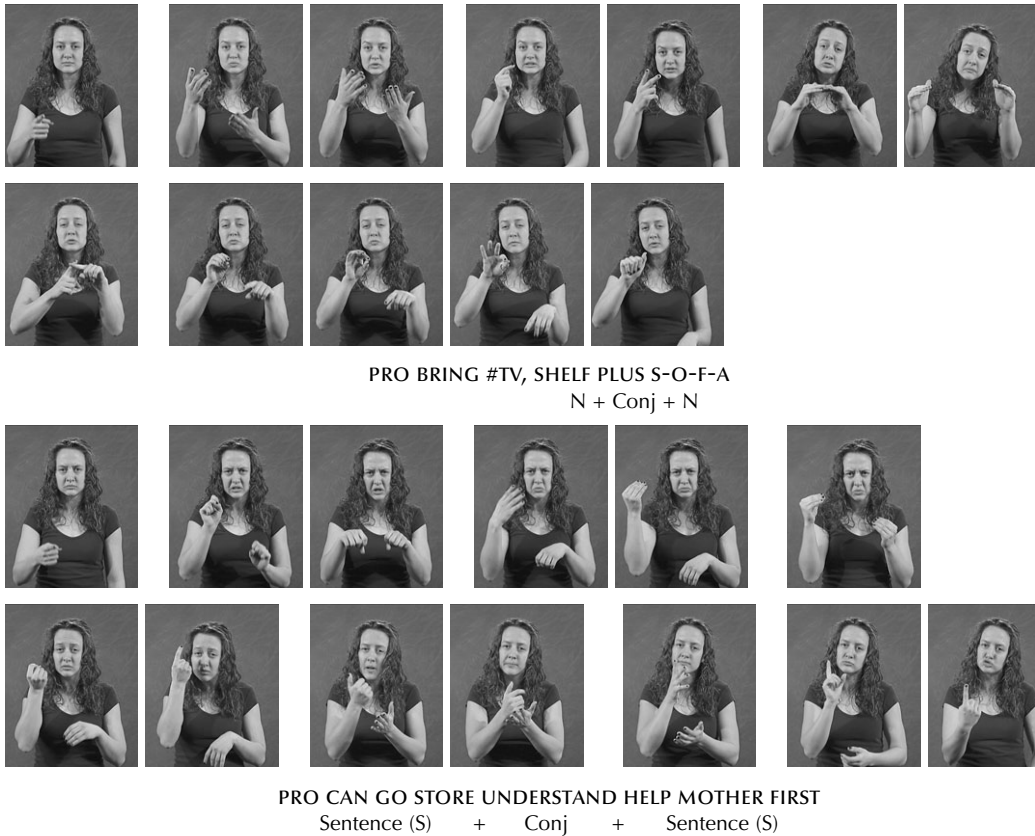 PRO BRING #TV, SHELF PLUS S-O-F-A
N + Conj + N
PRO CAN GO STORE UNDERSTAND HELP MOTHER FIRST
Sentence (S) + Conj + Sentence (S)